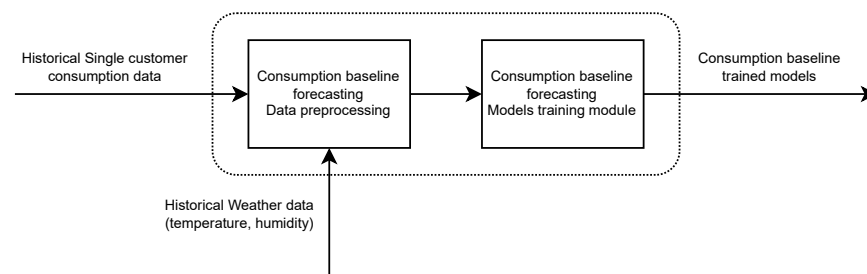 Historical Single customer
consumption data
Consumption baseline
forecasting
Data preprocessing
Consumption baseline
forecasting
Models training module
Consumption baseline
trained models
Historical Weather data
(temperature, humidity)